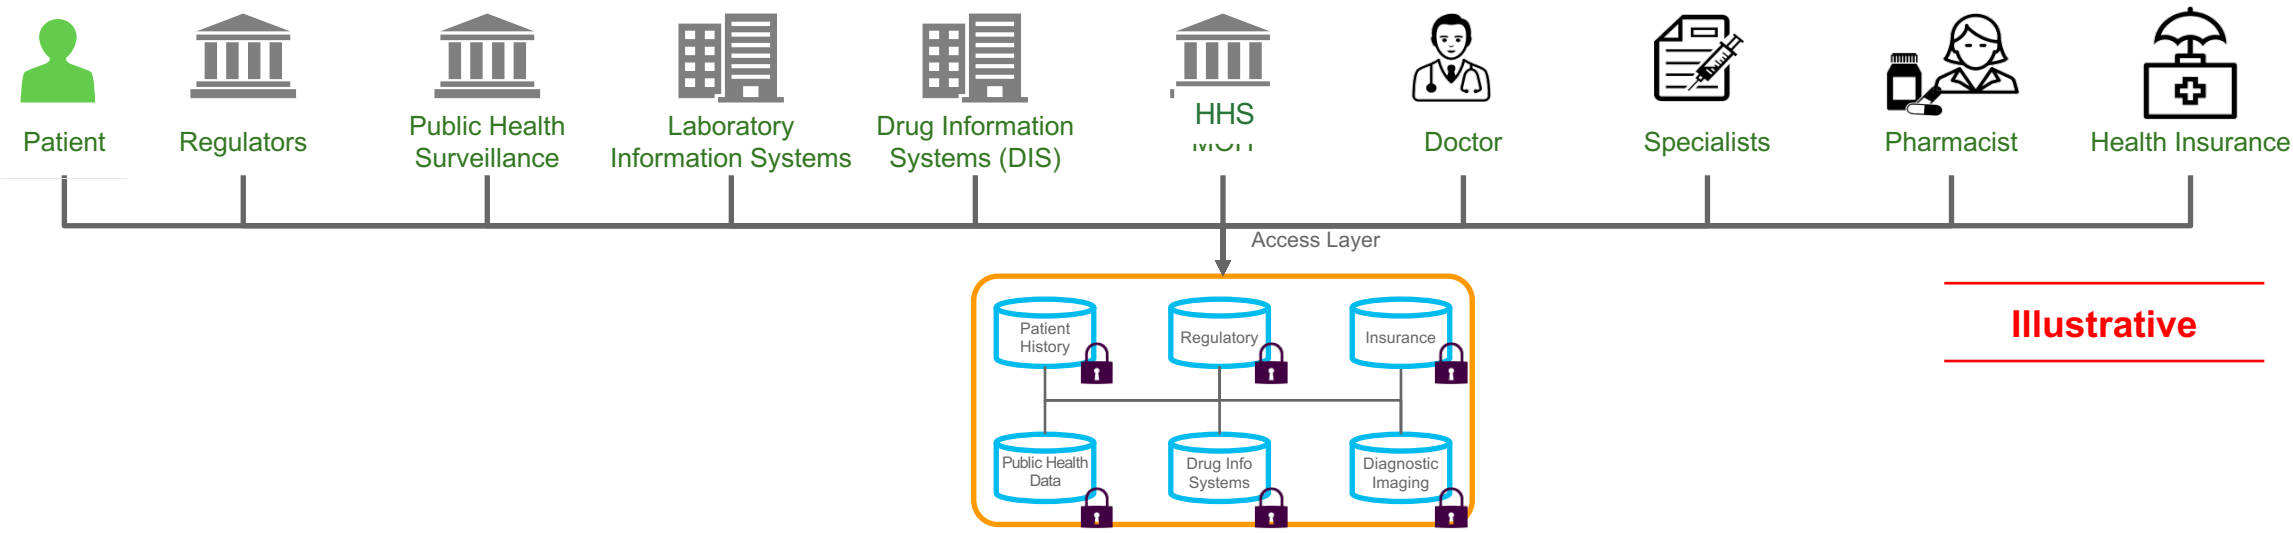 Patient
Regulators
Public Health
Surveillance
Laboratory
Information Systems
Drug Information
Systems (DIS)
HHS
Doctor
Specialists
Pharmacist
Health Insurance
Access Layer
Patient
History
Regulatory
Insurance
Public Health
Data
Drug Info
Systems
Diagnostic
Imaging
Illustrative